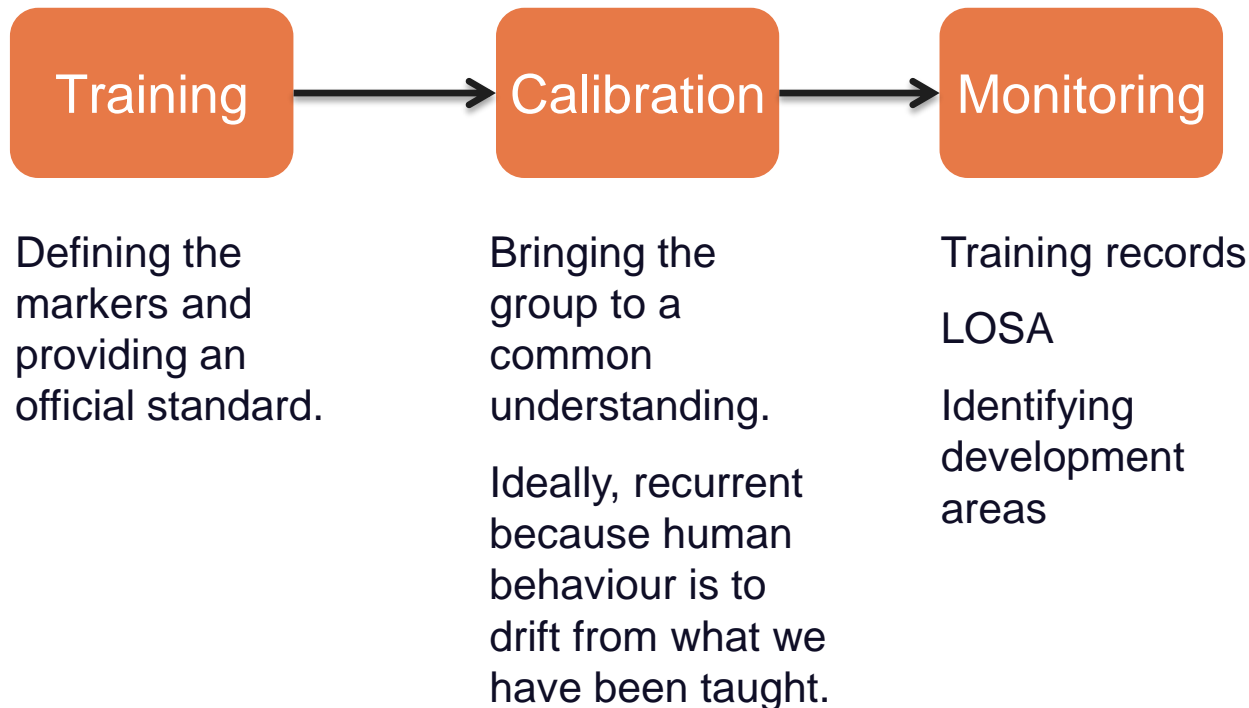 Training
Calibration
Monitoring
Defining the
markers and
providing an
official standard.
Bringing the
group to a
common
understanding.
Ideally, recurrent
because human
behaviour is to
drift from what we
have been taught.
Training records
LOSA
Identifying
development
areas